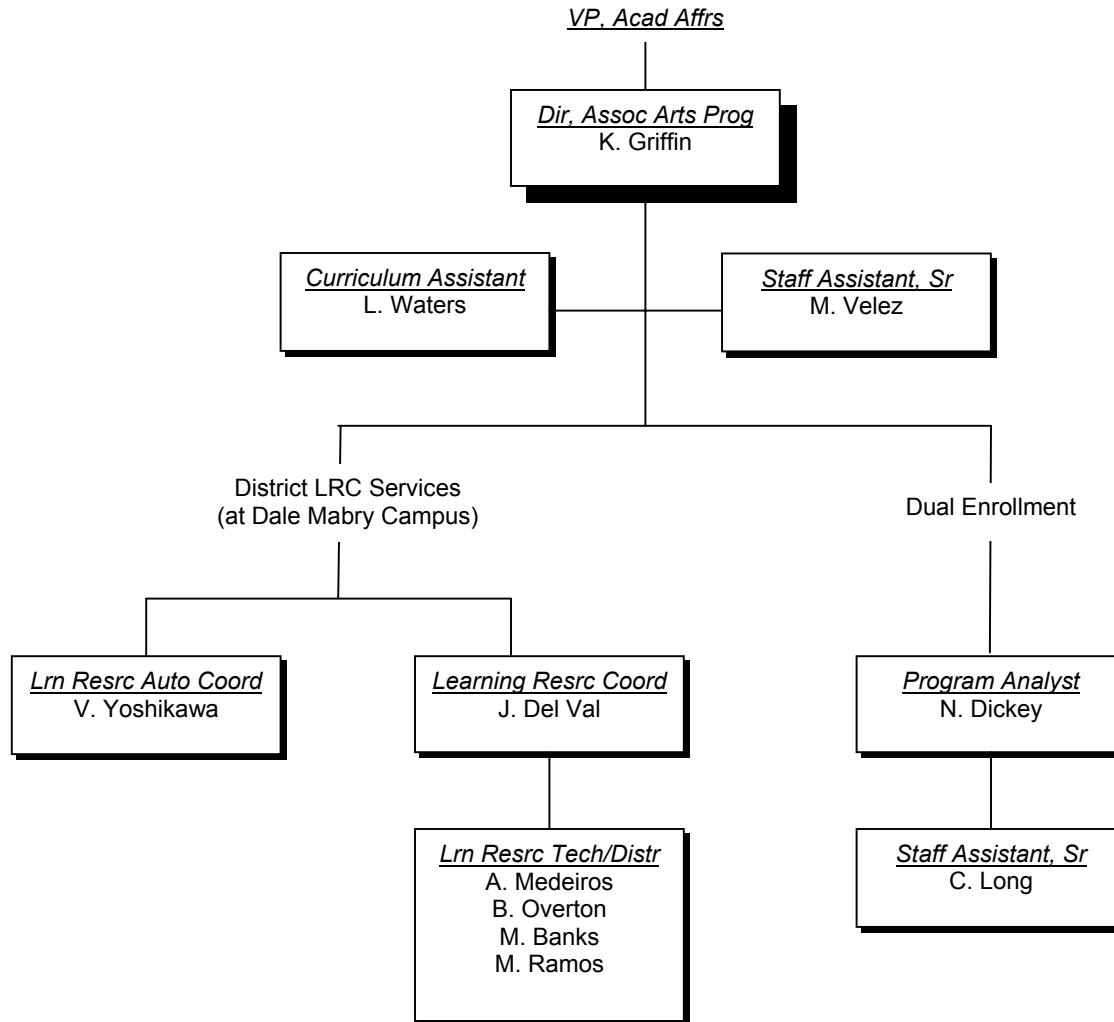 VP, Acad Affrs
Dir, Assoc Arts Prog
K. Griffin
Curriculum Assistant
L. Waters
Staff Assistant, Sr
M. Velez
District LRC Services
(at Dale Mabry Campus)
Dual Enrollment
Lrn Resrc Auto Coord
V. Yoshikawa
Learning Resrc Coord
J. Del Val
Program Analyst
N. Dickey
Lrn Resrc Tech/Distr
A. Medeiros
B. Overton
M. Banks
M. Ramos
Staff Assistant, Sr
C. Long